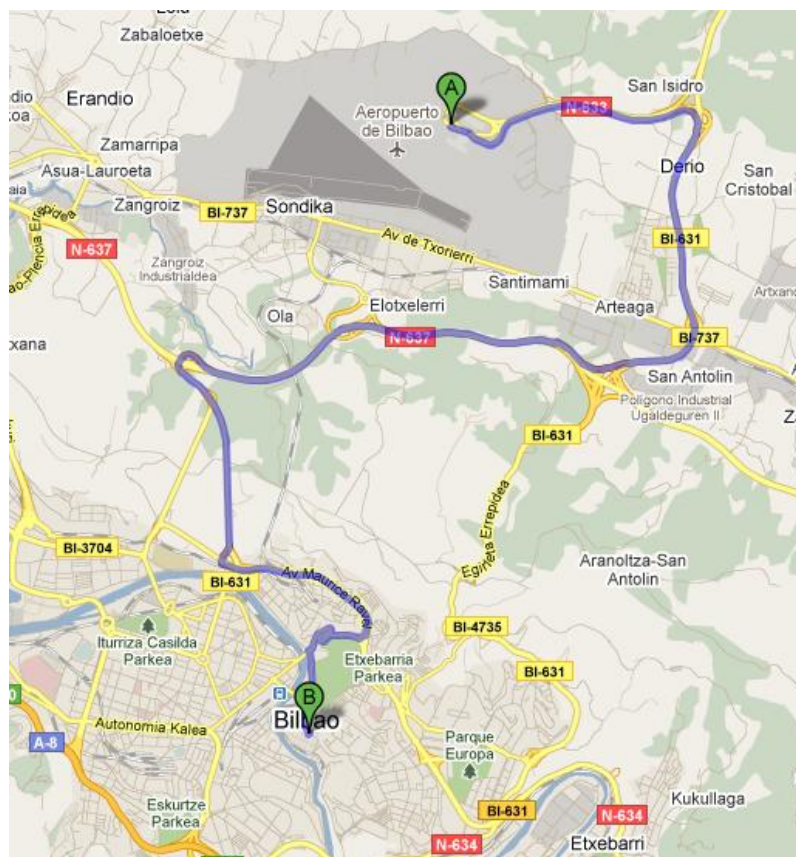 Zabaloetxe
Erandio
Zamarripa
Asua-Lauroeta
Zangroiz
BI-737
Sondika
N-637
Zangroiz
Industrialdea
A
Aeropuerto
de Bilbao
N-633
San Isidro
Derio
San
Cristobal
BI-631
Av de Txorierri
Santimami
Arteaga
Elotxelerri
Ola
N-637
BI-737
San Antolin
Poligono Industrial
Ugaldeguren II
BI-631
Egirleta Errepidea
Aranoltza-San
Antolin
BI-3704
BI-631
Av Maurice Ravel
Iturriza Casilda
Parkea
Etxebarria
Parkea
BI-4735
BI-631
B
Bilbao
Autonomia Kalea
A-8
Parque
Europa
Eskurtze
Parkea
BI-631
N-634
N-634
Kukullaga
Etxebarri